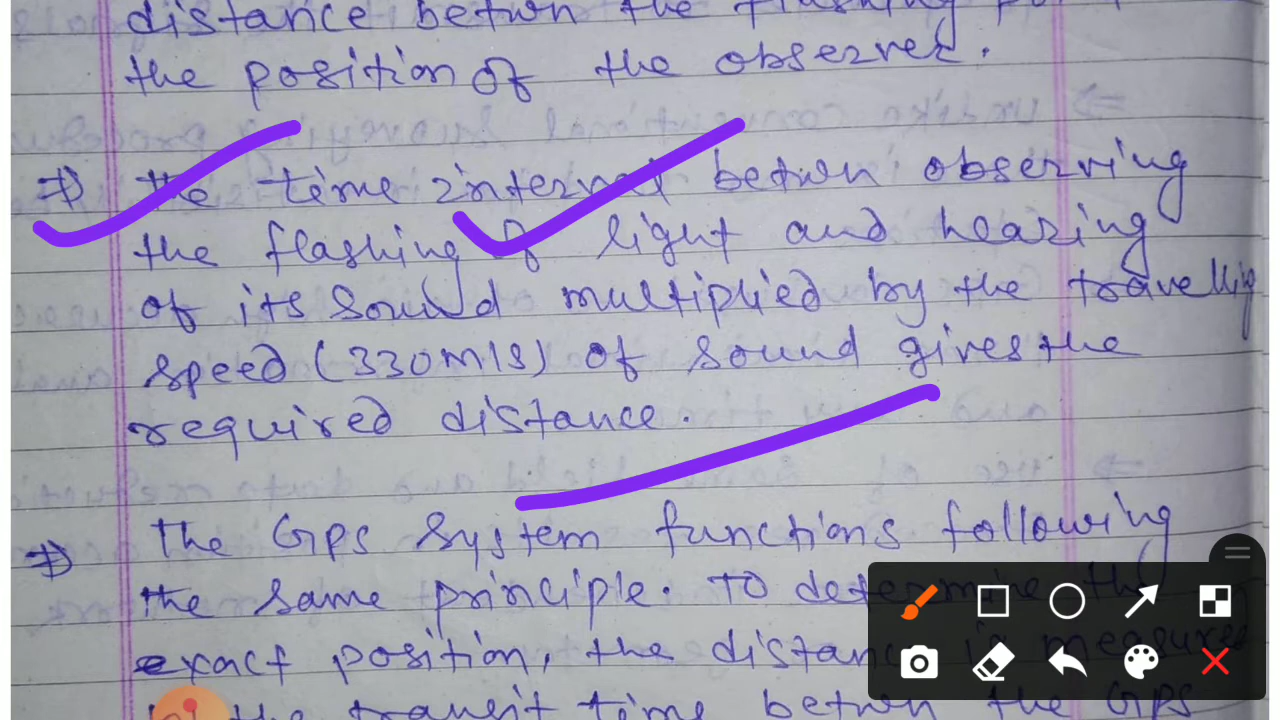 distance betwn the flashing
the position of the observer.
⇒ the time interval betwn observing
the flashing of light and hearing
of its sound multiplied by the travelling
speed (330m/s) of sound gives the
required distance.
⇒ The GPS system functions following
the same principle. To determine the
exact position, the distance is measured
the transit time betwn the GPS